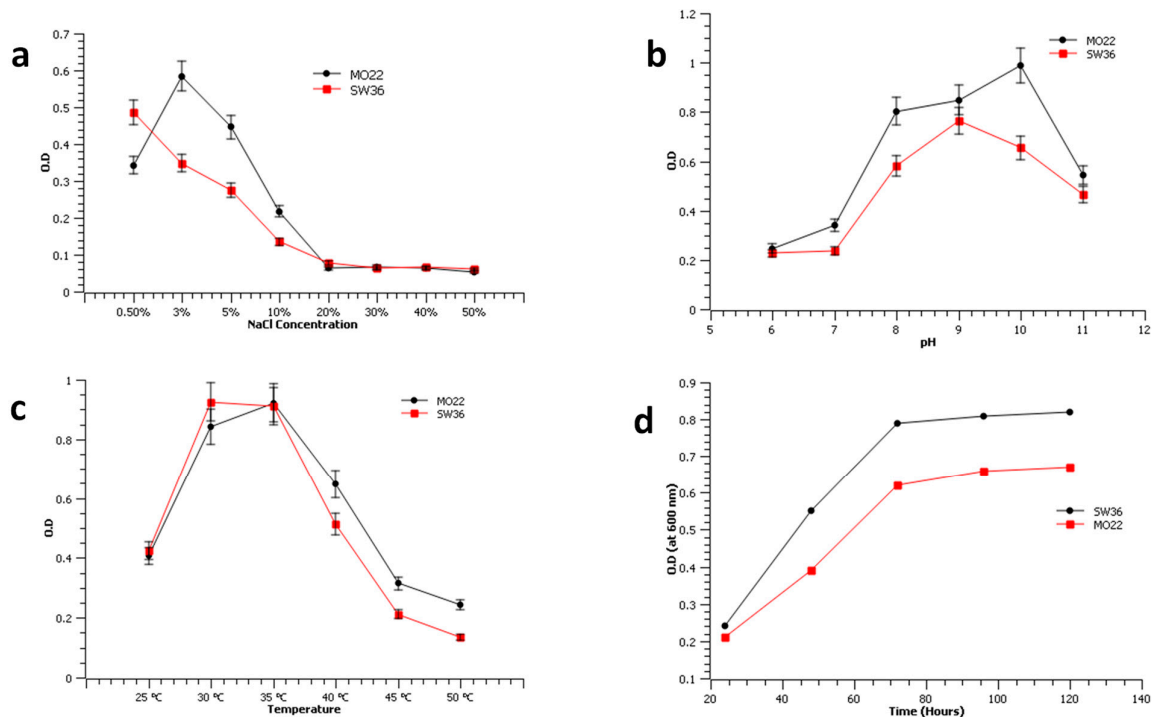 a
0.7
0.6
0.5
0.4
0.3
0.2
0.1
0
O.D
MO22
SW36
0.50% 3% 5% 10% 20% 30% 40% 50%
NaCl Concentration
b
1.2
1
0.8
0.6
0.4
0.2
0
O.D
MO22
SW36
5 6 7 8 9 10 11 12
pH
c
1
0.8
0.6
0.4
0.2
0
O.D
MO22
SW36
25 ºC 30 ºC 35 ºC 40 ºC 45 ºC 50 ºC
Temperature
d
0.9
0.8
0.7
0.6
0.5
0.4
0.3
0.2
0.1
O.D (at 600 nm)
SW36
MO22
20 40 60 80 100 120 140
Time (Hours)